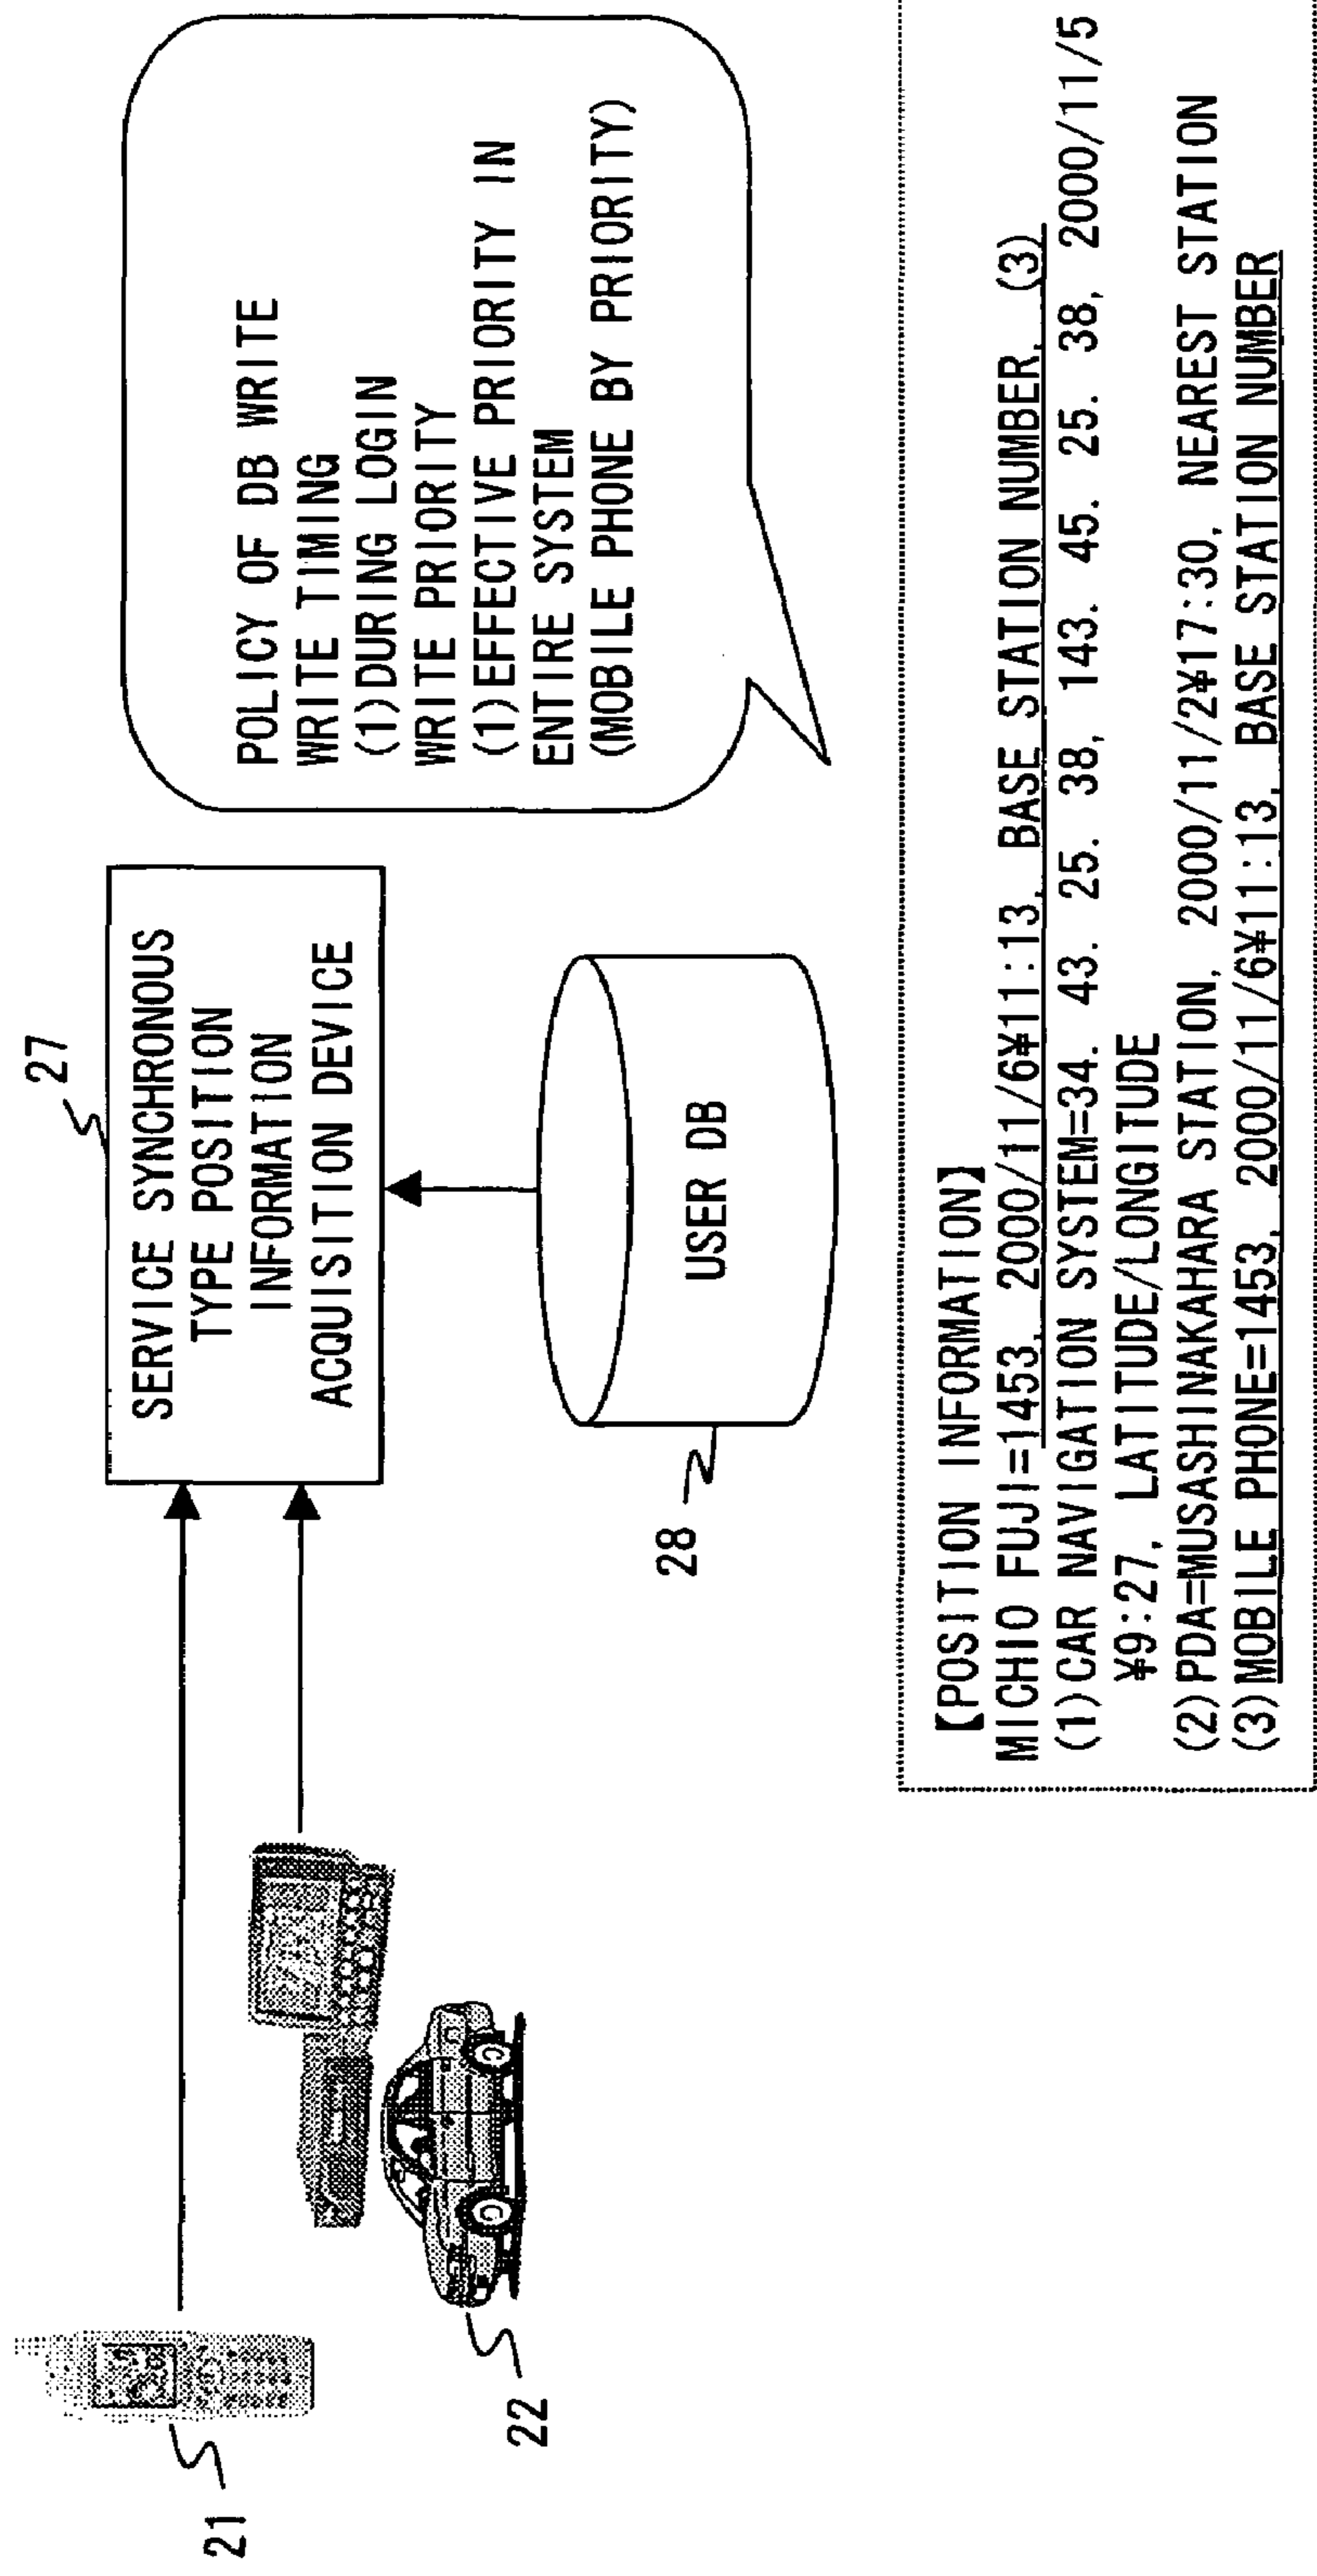 27
SERVICE SYNCHRONOUS
TYPE POSITION
INFORMATION
ACQUISITION DEVICE
POLICY OF DB WRITE
WRITE TIMING
(1)DURING LOGIN
WRITE PRIORITY
(1)EFFECTIVE PRIORITY IN
ENTIRE SYSTEM
(MOBILE PHONE BY PRIORITY)
21
22
28
USER DB
【POSITION INFORMATION】
MICHIO FUJI=1453, 2000/11/6¥11:13, BASE STATION NUMBER, (3)
(1)CAR NAVIGATION SYSTEM=34. 43. 25. 38, 143. 45. 25. 38, 2000/11/5
¥9:27, LATITUDE/LONGITUDE
(2)PDA=MUSASHINAKAHARA STATION, 2000/11/2¥17:30, NEAREST STATION
(3)MOBILE PHONE=1453, 2000/11/6¥11:13, BASE STATION NUMBER